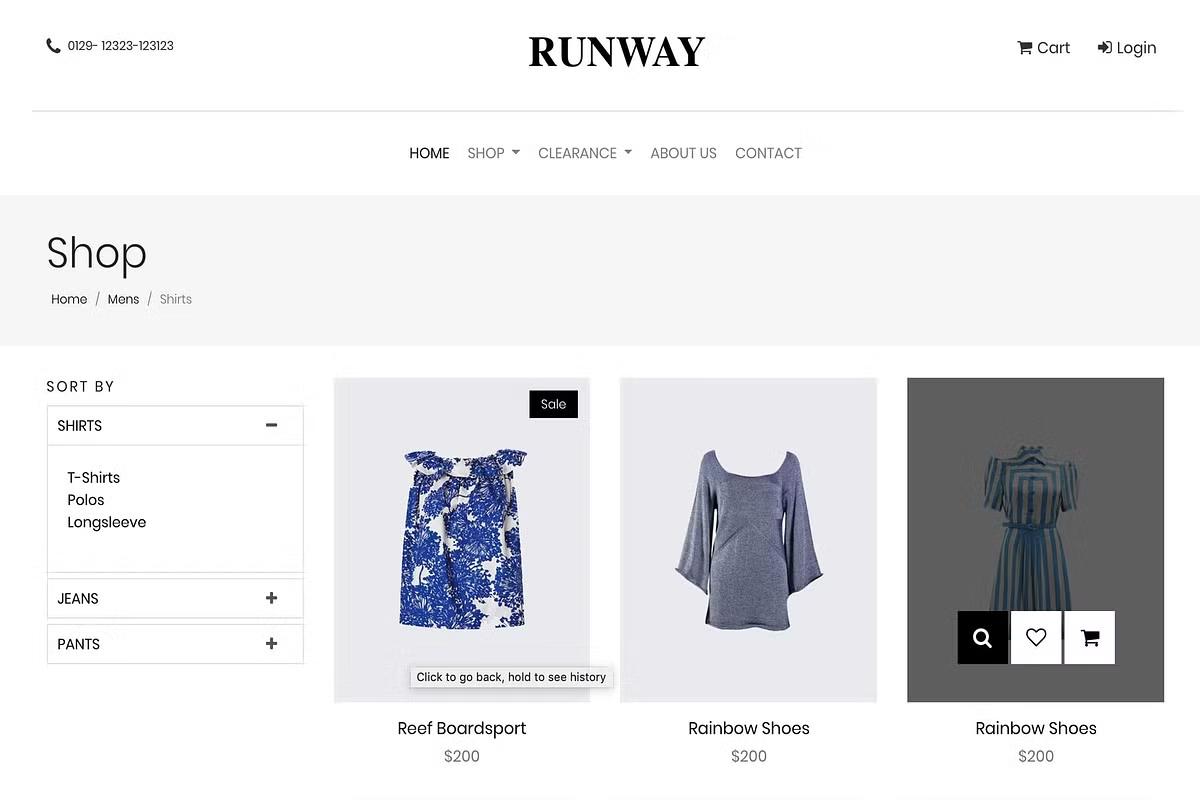 0129- 12323-123123
RUNWAY
Cart
Login
HOME
SHOP
CLEARANCE
ABOUT US
CONTACT
Shop
Home / Mens / Shirts
SORT BY
SHIRTS
T-Shirts
Polos
Longsleeve
JEANS
PANTS
Sale
Click to go back, hold to see history
Reef Boardsport
$200
Rainbow Shoes
$200
Rainbow Shoes
$200